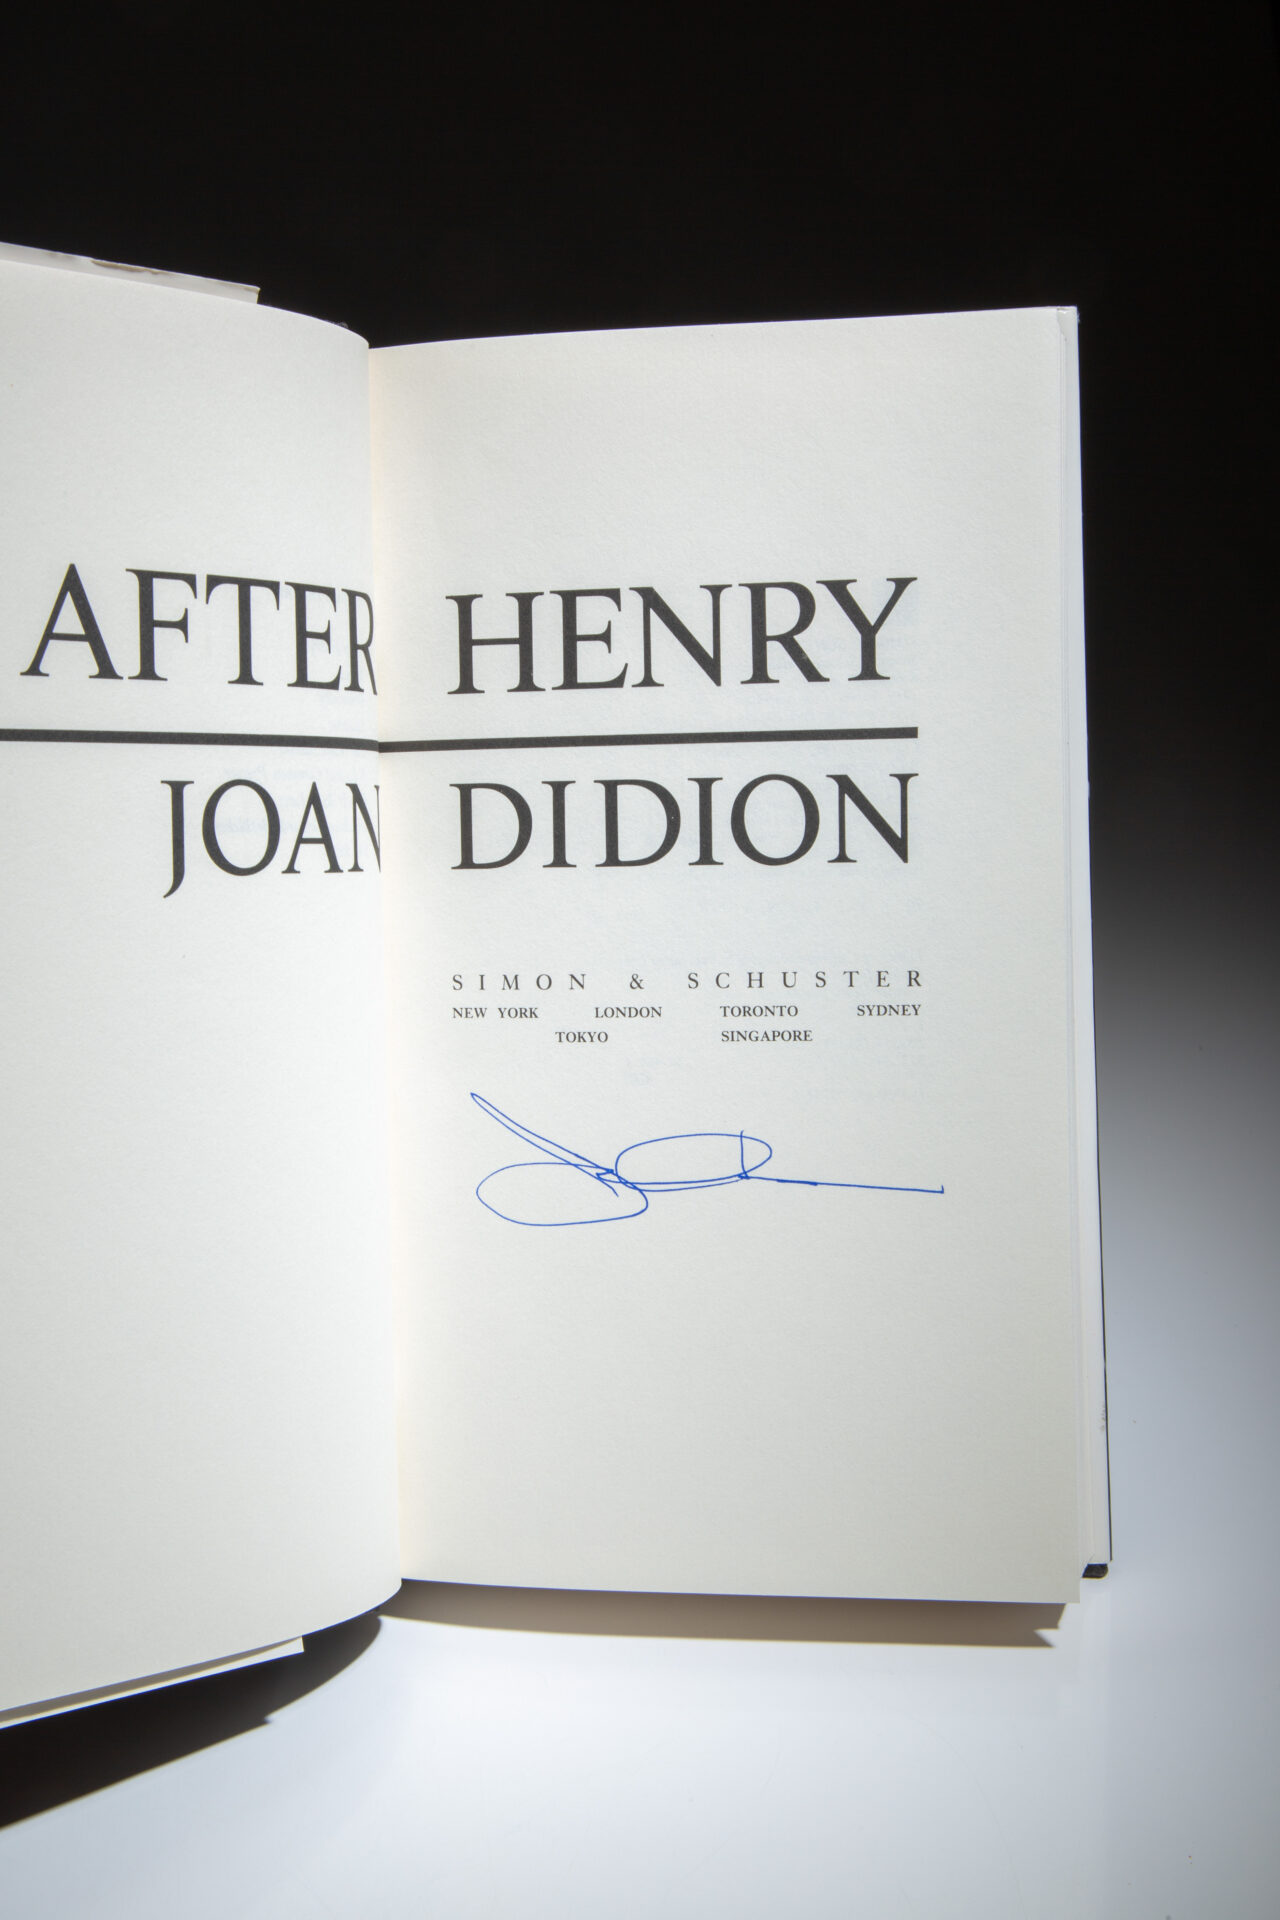 AFTER HENRY
JOAN DIDION
SIMON & SCHUSTER
NEW YORK LONDON TORONTO SYDNEY
TOKYO SINGAPORE